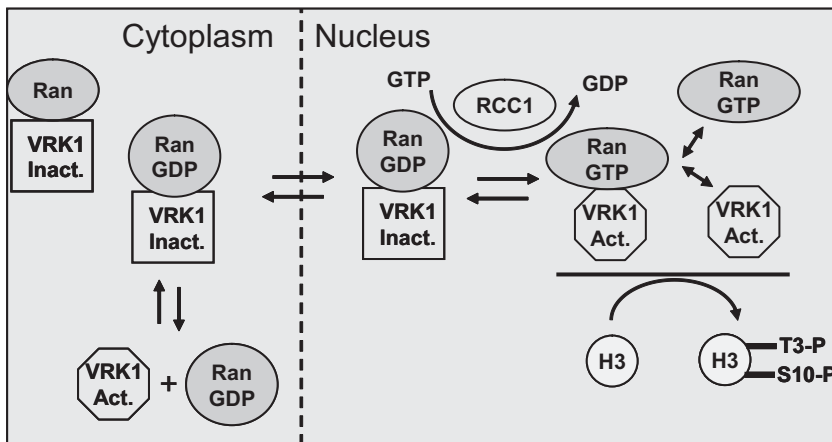 Cytoplasm
Nucleus
Ran
VRK1
Inact.
Ran
GDP
VRK1
Inact.
VRK1
Act.
+
Ran
GDP
GTP
RCC1
GDP
Ran
GDP
VRK1
Inact.
Ran
GTP
VRK1
Act.
Ran
GTP
VRK1
Act.
H3
H3
T3-P
S10-P